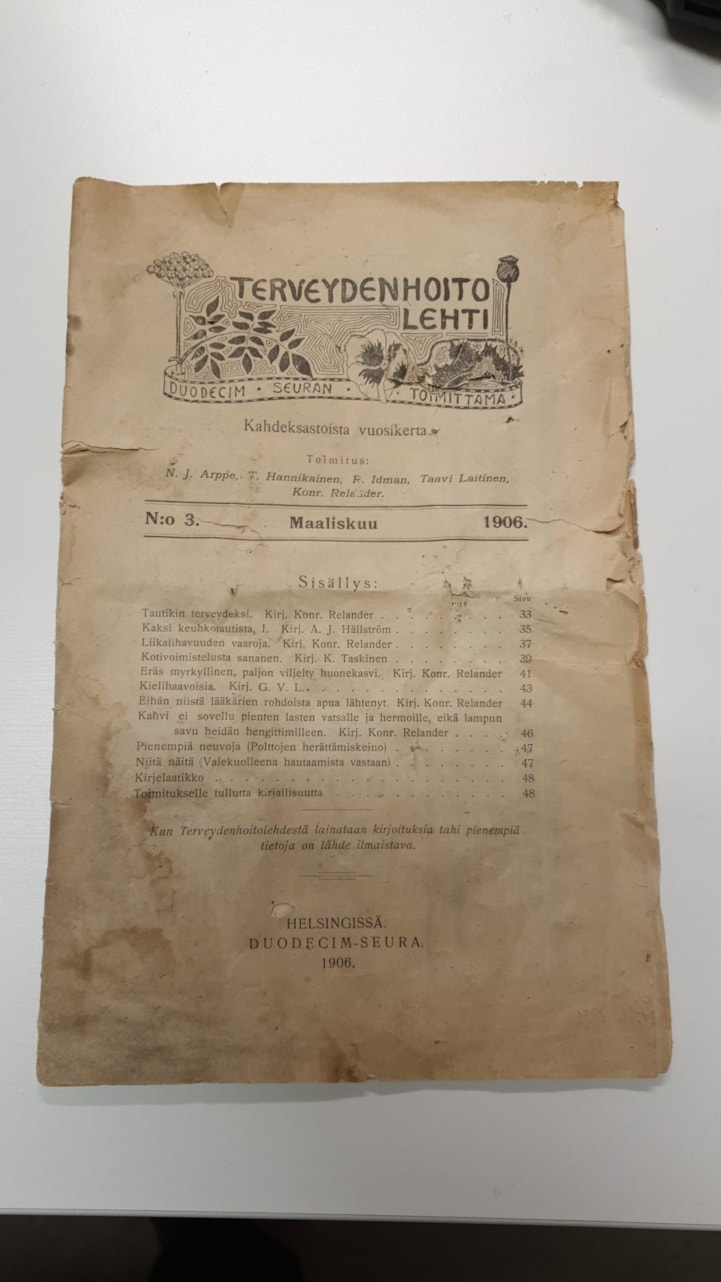 TERVEYDENHOITO
LEHTI
DUODECIM · SEURAN · TOIMITTAMA ·
Kahdeksastoista vuosikerta.
Toimitus:
N. J. Arppe, T. Hannikainen, R. Idman, Taavi Laitinen,
Konr. Relander.
N:o 3. Maaliskuu 1906.
Sisällys:
Sivu
Tautikin terveydeksi. Kirj. Konr. Relander . . . . . . . . . 33
Kaksi keuhkotautista, I. Kirj. A. J. Hällström . . . . . . . . 35
Liikalihavuuden vaaroja. Kirj. Konr. Relander . . . . . . . . 37
Kotivoimistelusta sananen. Kirj. K. Taskinen . . . . . . . . 39
Eräs myrkyllinen, paljon viljelty huonekasvi. Kirj. Konr. Relander 41
Kielihaavoisia. Kirj. G. V. L. . . . . . . . . . . . . . . 43
Eihän niistä lääkärien rohdoista apua lähtenyt. Kirj. Konr. Relander 44
Kahvi ei sovellu pienten lasten vatsalle ja hermoille, eikä lampun
savu heidän hengittimilleen. Kirj. Konr. Relander . . . . 46
Pienempiä neuvoja (Polttojen herättämiskeino) . . . . . . . . 47
Niitä näitä (Valekuolleena hautaamista vastaan) . . . . . . . . 47
Kirjelaatikko . . . . . . . . . . . . . . . . . . . 48
Toimitukselle tullutta kirjallisuutta . . . . . . . . . . . 48
Kun Terveydenhoitolehdestä lainataan kirjoituksia tahi pienempiä
tietoja on lähde ilmaistava.
HELSINGISSÄ.
DUODECIM-SEURA.
1906.